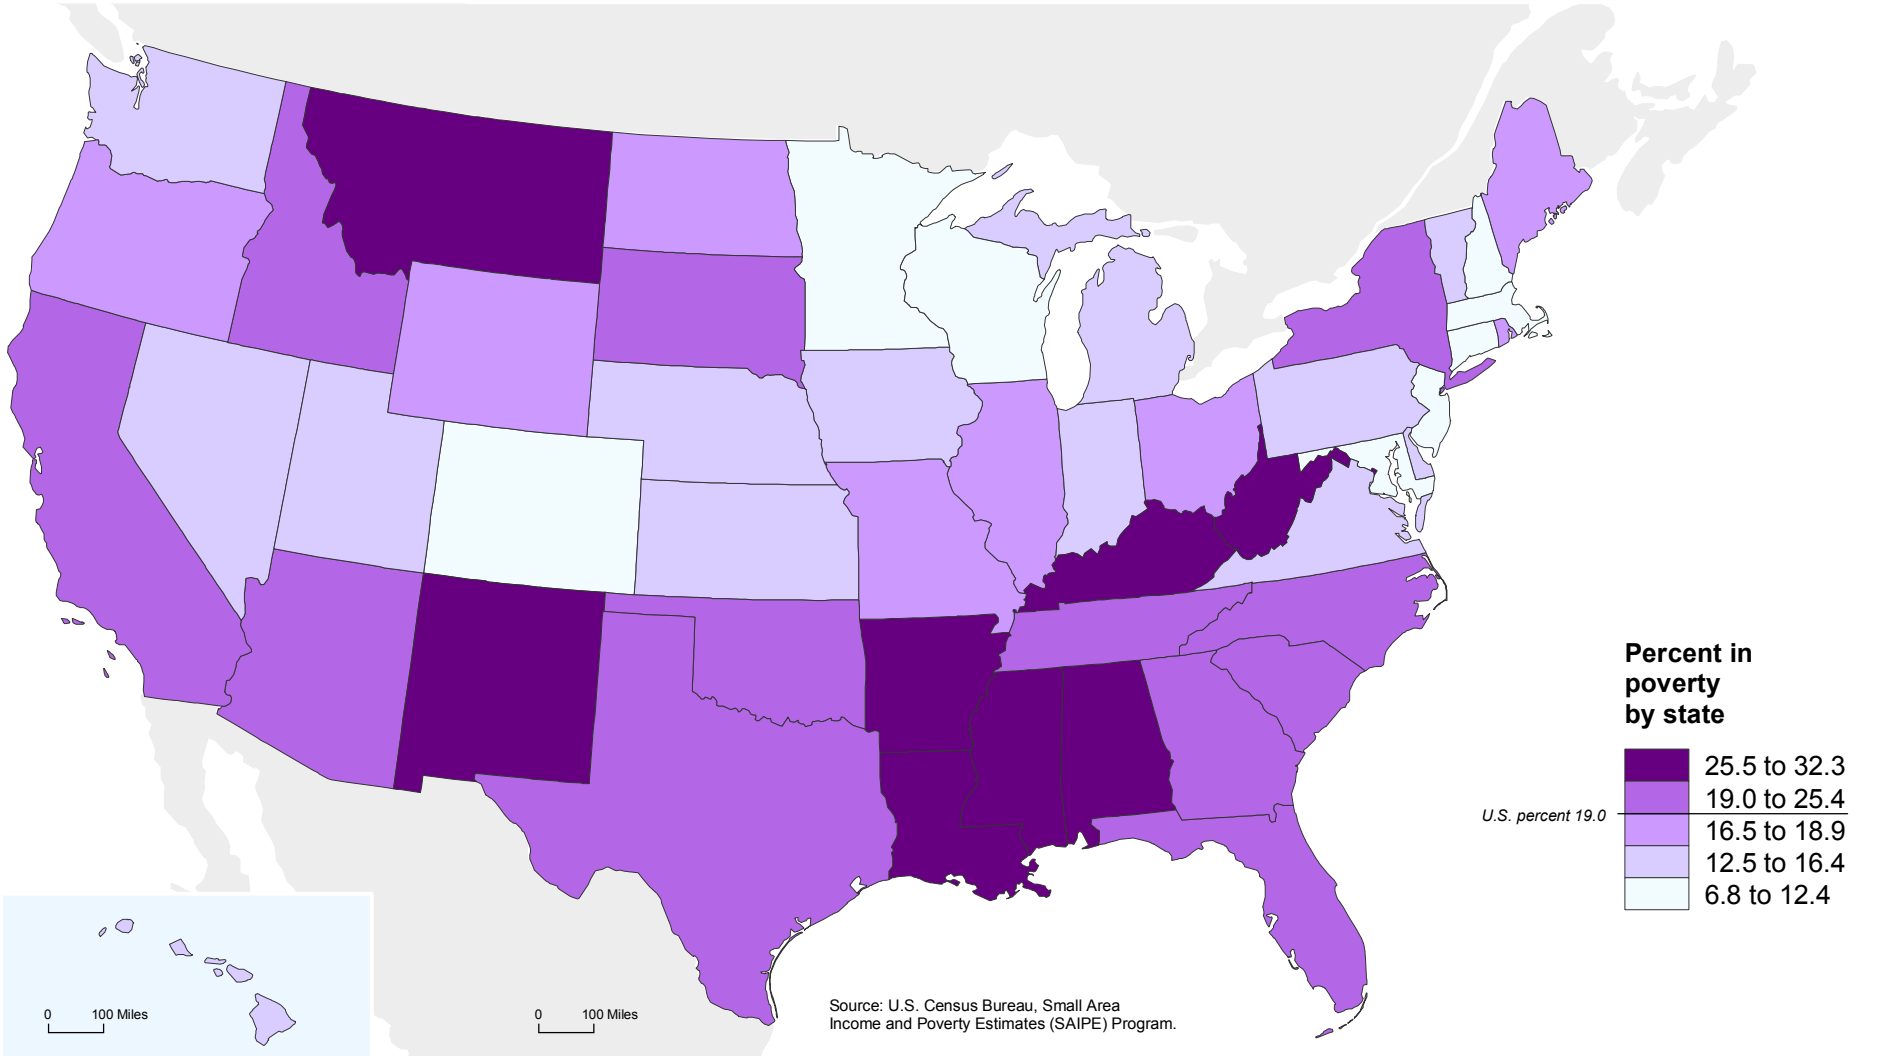 Percent in
poverty
by state
25.5 to 32.3
19.0 to 25.4
U.S. percent 19.0
16.5 to 18.9
12.5 to 16.4
6.8 to 12.4
0 100 Miles
0 100 Miles
Source: U.S. Census Bureau, Small Area
Income and Poverty Estimates (SAIPE) Program.